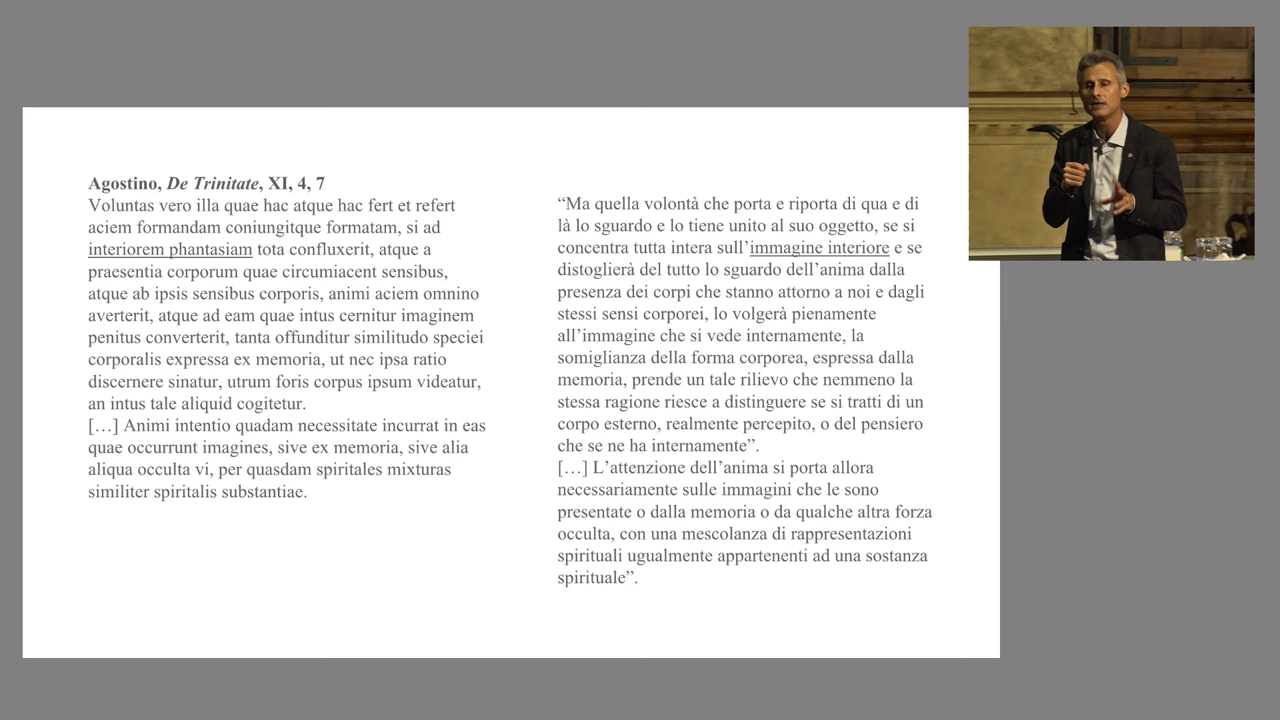 Agostino, De Trinitate, XI, 4, 7
Voluntas vero illa quae hac atque hac fert et refert
aciem formandam coniungitque formatam, si ad
interiorem phantasiam tota confluxerit, atque a
praesentia corporum quae circumiacent sensibus,
atque ab ipsis sensibus corporis, animi aciem omnino
averterit, atque ad eam quae intus cernitur imaginem
penitus converterit, tanta offunditur similitudo speciei
corporalis expressa ex memoria, ut nec ipsa ratio
discernere sinatur, utrum foris corpus ipsum videatur,
an intus tale aliquid cogitetur.
[…] Animi intentio quadam necessitate incurrat in eas
quae occurrunt imagines, sive ex memoria, sive alia
aliqua occulta vi, per quasdam spiritales mixturas
similiter spiritalis substantiae.
“Ma quella volontà che porta e riporta di qua e di
là lo sguardo e lo tiene unito al suo oggetto, se si
concentra tutta intera sull’immagine interiore e se
distoglierà del tutto lo sguardo dell’anima dalla
presenza dei corpi che stanno attorno a noi e dagli
stessi sensi corporei, lo volgerà pienamente
all’immagine che si vede internamente, la
somiglianza della forma corporea, espressa dalla
memoria, prende un tale rilievo che nemmeno la
stessa ragione riesce a distinguere se si tratti di un
corpo esterno, realmente percepito, o del pensiero
che se ne ha internamente”.
[…] L’attenzione dell’anima si porta allora
necessariamente sulle immagini che le sono
presentate o dalla memoria o da qualche altra forza
occulta, con una mescolanza di rappresentazioni
spirituali ugualmente appartenenti ad una sostanza
spirituale”.